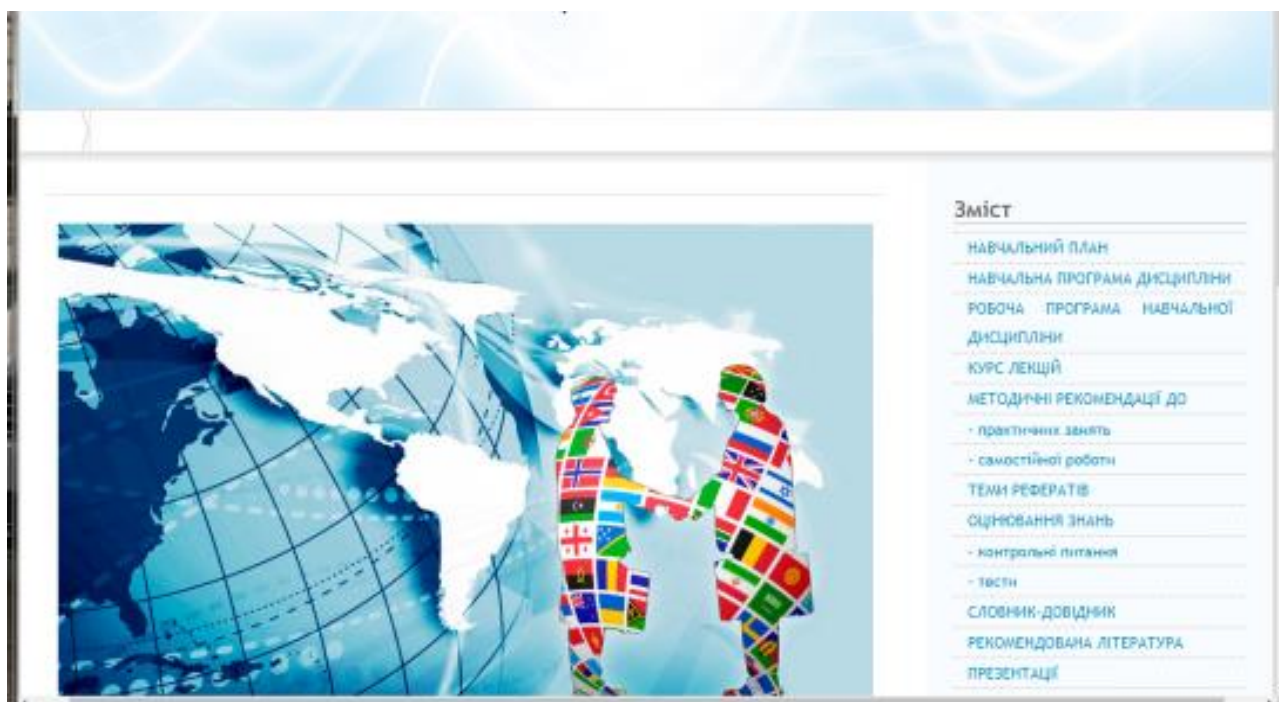 Зміст
НАВЧАЛЬНИЙ ПЛАН
НАВЧАЛЬНА ПРОГРАМА ДИСЦИПЛІНИ
РОБОЧА ПРОГРАМА НАВЧАЛЬНОЇ
ДИСЦИПЛІНИ
КУРС ЛЕКЦІЙ
МЕТОДИЧНІ РЕКОМЕНДАЦІЇ ДО
- практичних занять
- самостійної роботи
ТЕМИ РЕФЕРАТІВ
ОЦІНЮВАННЯ ЗНАНЬ
- контрольні питання
- тести
СЛОВНИК-ДОВІДНИК
РЕКОМЕНДОВАНА ЛІТЕРАТУРА
ПРЕЗЕНТАЦІЇ